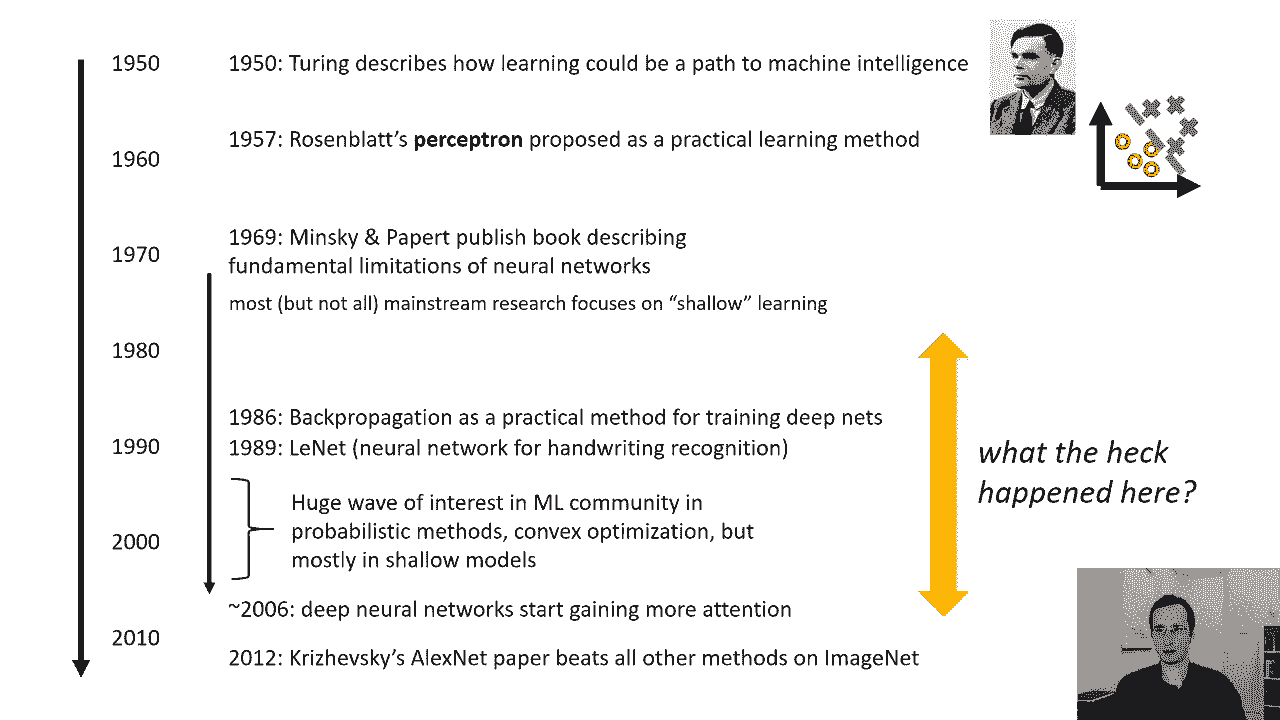 1950
1950: Turing describes how learning could be a path to machine intelligence
1957: Rosenblatt’s perceptron proposed as a practical learning method
1960
1969: Minsky & Papert publish book describing
fundamental limitations of neural networks
1970
most (but not all) mainstream research focuses on “shallow” learning
1980
1986: Backpropagation as a practical method for training deep nets
1989: LeNet (neural network for handwriting recognition)
1990
Huge wave of interest in ML community in
probabilistic methods, convex optimization, but
mostly in shallow models
2000
~2006: deep neural networks start gaining more attention
2010
2012: Krizhevsky’s AlexNet paper beats all other methods on ImageNet
what the heck
happened here?